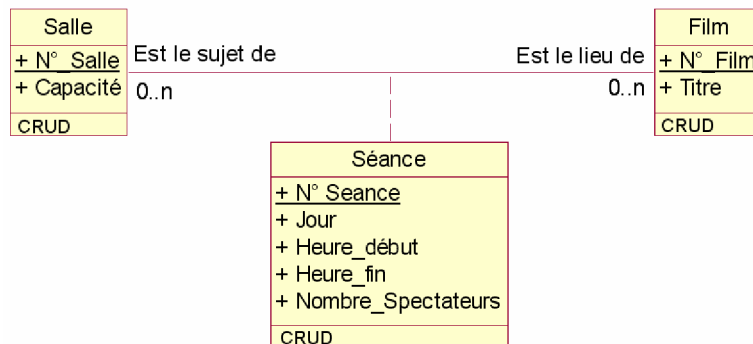 Salle
+ N°_Salle
+ Capacité
CRUD
Est le sujet de
0..n
Est le lieu de
0..n
Film
+ N°_Film
+ Titre
CRUD
Séance
+ N° Seance
+ Jour
+ Heure_début
+ Heure_fin
+ Nombre_Spectateurs
CRUD